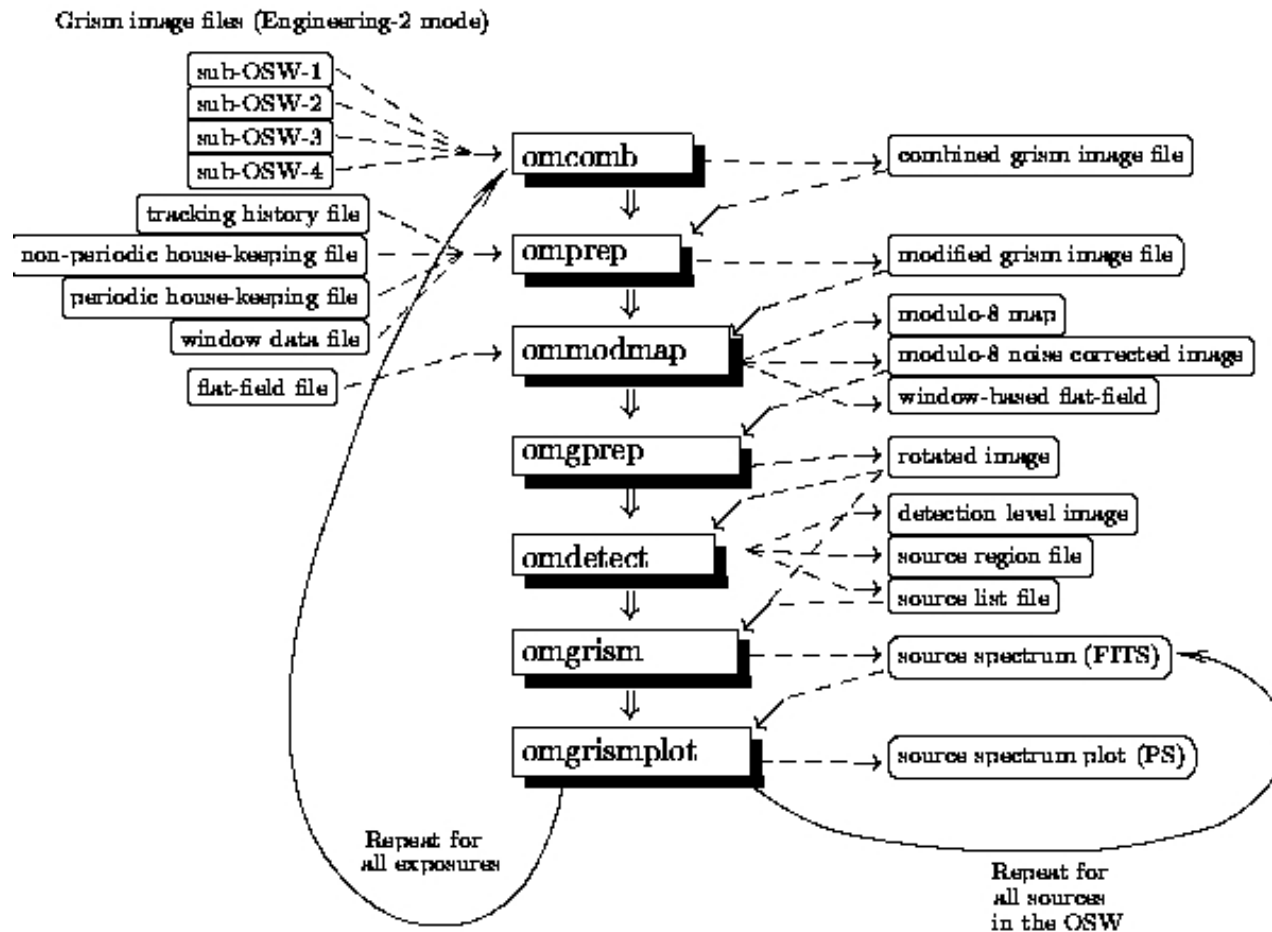 Grism image files (Engineering-2 mode)
sub-OSW-1
sub-OSW-2
sub-OSW-3
sub-OSW-4
tracking history file
non-periodic house-keeping file
periodic house-keeping file
window data file
flat-field file
omcomb
omprep
ommodmap
omgprep
omdetect
omgrism
omgrismplot
combined grism image file
modified grism image file
modulo-8 map
modulo-8 noise corrected image
window-based flat-field
rotated image
detection level image
source region file
source list file
source spectrum (FITS)
source spectrum plot (PS)
Repeat for
all exposures
Repeat for
all sources
in the OSW